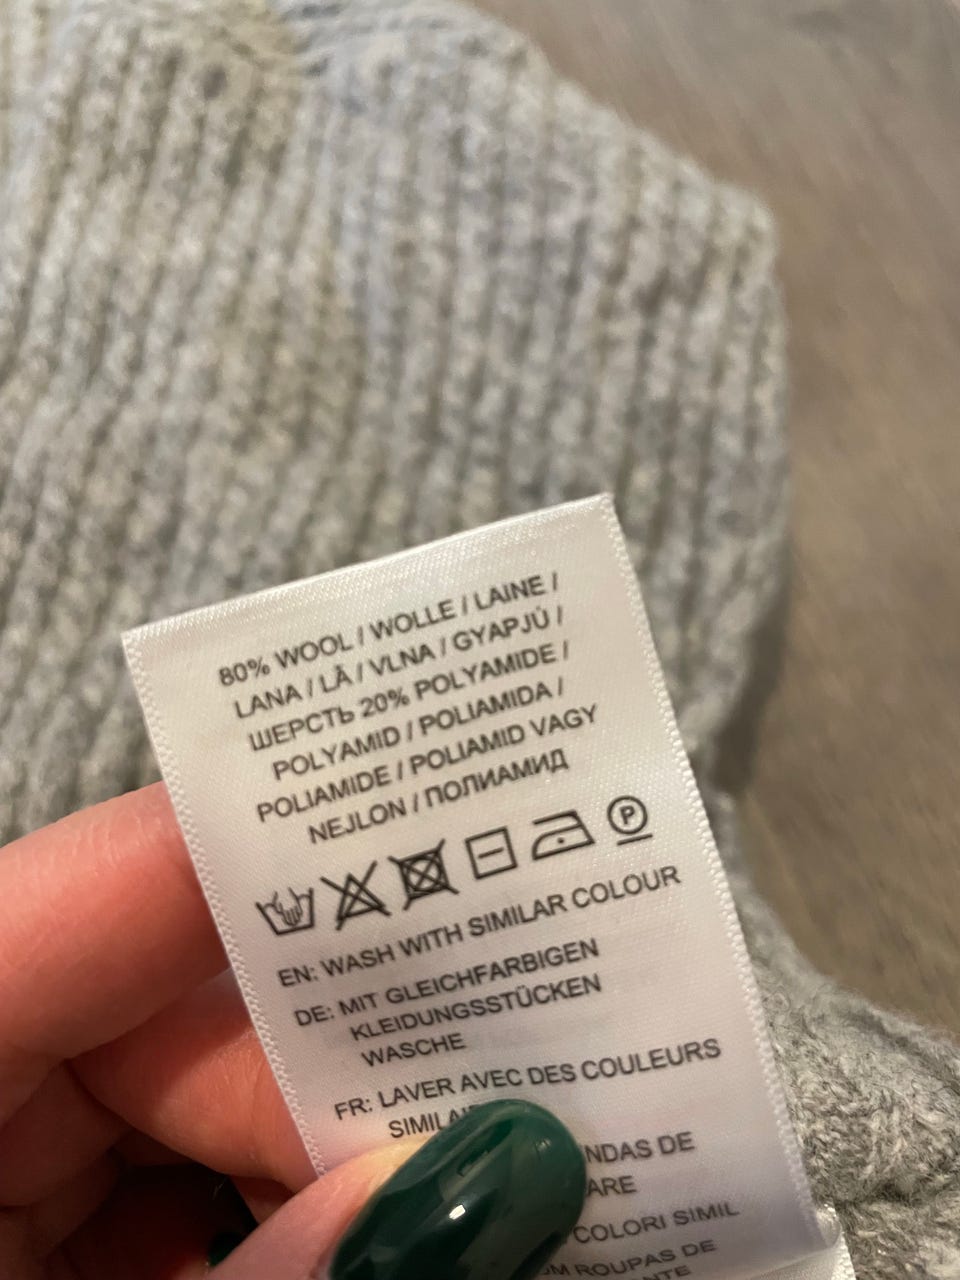 80% WOOL / WOLLE / LAINE /
LANA / LÃ / VLNA / GYAPJÚ /
ШЕРСТЬ 20% POLYAMIDE /
POLYAMID / POLIAMIDA /
POLIAMIDE / POLIAMID VAGY
NEJLON / ПОЛИАМИД
P
EN: WASH WITH SIMILAR COLOUR
DE: MIT GLEICHFARBIGEN
KLEIDUNGSSTÜCKEN
WASCHE
FR: LAVER AVEC DES COULEURS
DE
COLORI SIMIL
ROUPAS DE